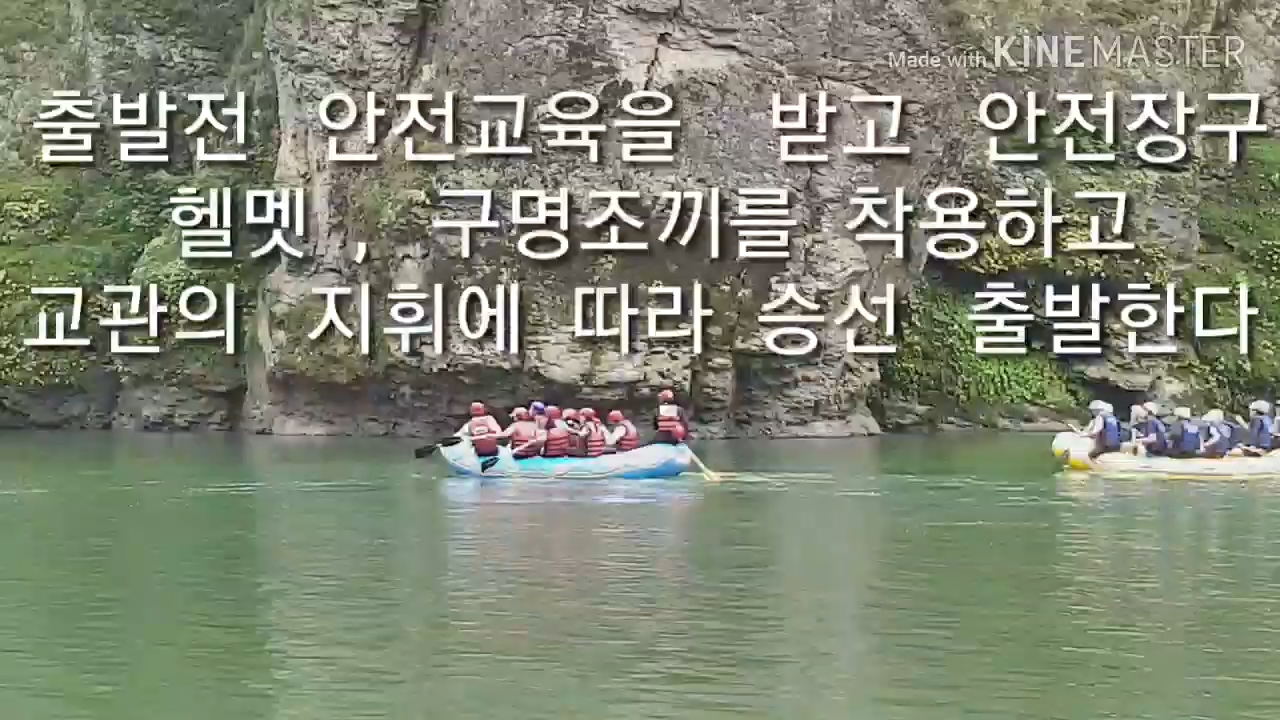 Made with KINEMASTER
출발전 안전교육을 받고 안전장구
헬멧 , 구명조끼를 착용하고
교관의 지휘에 따라 승선 출발한다